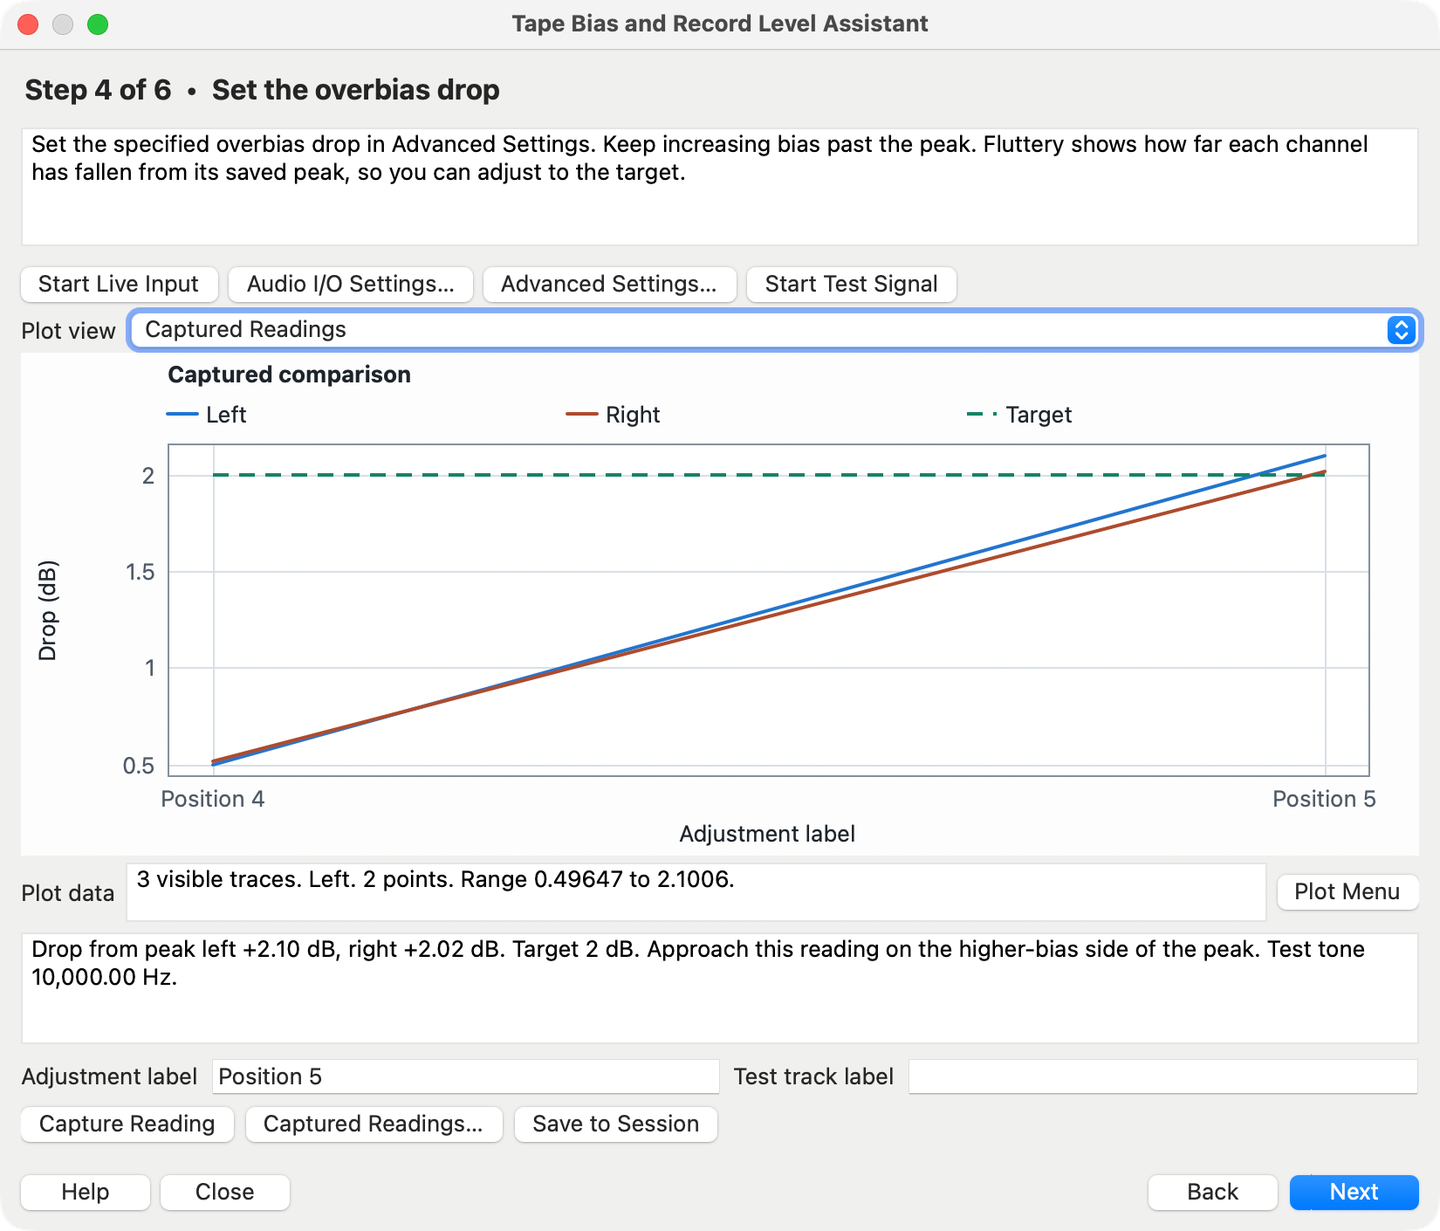 Tape Bias and Record Level Assistant
Step 4 of 6 • Set the overbias drop
Set the specified overbias drop in Advanced Settings. Keep increasing bias past the peak. Fluttery shows how far each channel
has fallen from its saved peak, so you can adjust to the target.
Start Live Input Audio I/O Settings... Advanced Settings... Start Test Signal
Plot view Captured Readings
Captured comparison
Left Right Target
2
1.5
1
0.5
Drop (dB)
Position 4 Position 5
Adjustment label
Plot data 3 visible traces. Left. 2 points. Range 0.49647 to 2.1006. Plot Menu
Drop from peak left +2.10 dB, right +2.02 dB. Target 2 dB. Approach this reading on the higher-bias side of the peak. Test tone
10,000.00 Hz.
Adjustment label Position 5 Test track label
Capture Reading Captured Readings... Save to Session
Help Close Back Next